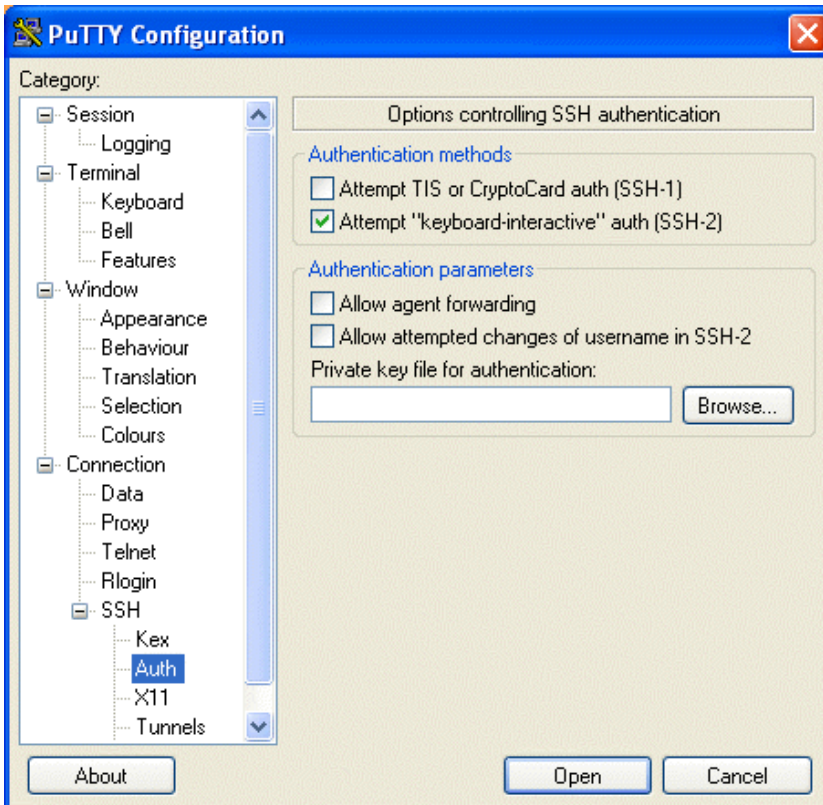 PuTTY Configuration
Category:
Session
Logging
Terminal
Keyboard
Bell
Features
Window
Appearance
Behaviour
Translation
Selection
Colours
Connection
Data
Proxy
Telnet
Rlogin
SSH
Kex
Auth
X11
Tunnels
Options controlling SSH authentication
Authentication methods
Attempt TIS or CryptoCard auth (SSH-1)
Attempt "keyboard-interactive" auth (SSH-2)
Authentication parameters
Allow agent forwarding
Allow attempted changes of username in SSH-2
Private key file for authentication:
Browse...
About
Open
Cancel